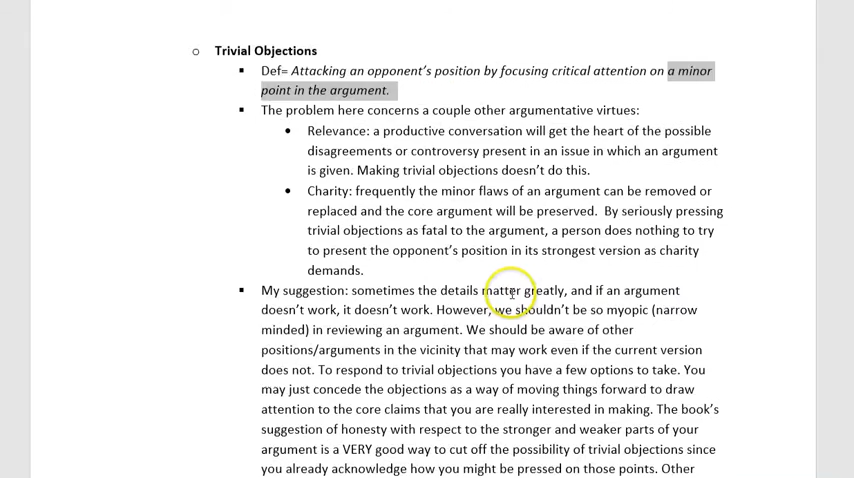 o Trivial Objections
▪ Def= Attacking an opponent's position by focusing critical attention on a minor
point in the argument.
▪ The problem here concerns a couple other argumentative virtues:
• Relevance: a productive conversation will get the heart of the possible
disagreements or controversy present in an issue in which an argument
is given. Making trivial objections doesn't do this.
• Charity: frequently the minor flaws of an argument can be removed or
replaced and the core argument will be preserved.  By seriously pressing
trivial objections as fatal to the argument, a person does nothing to try
to present the opponent's position in its strongest version as charity
demands.
▪ My suggestion: sometimes the details matter greatly, and if an argument
doesn't work, it doesn't work. However, we shouldn't be so myopic (narrow
minded) in reviewing an argument. We should be aware of other
positions/arguments in the vicinity that may work even if the current version
does not. To respond to trivial objections you have a few options to take. You
may just concede the objections as a way of moving things forward to draw
attention to the core claims that you are really interested in making. The book's
suggestion of honesty with respect to the stronger and weaker parts of your
argument is a VERY good way to cut off the possibility of trivial objections since
you already acknowledge how you might be pressed on those points. Other